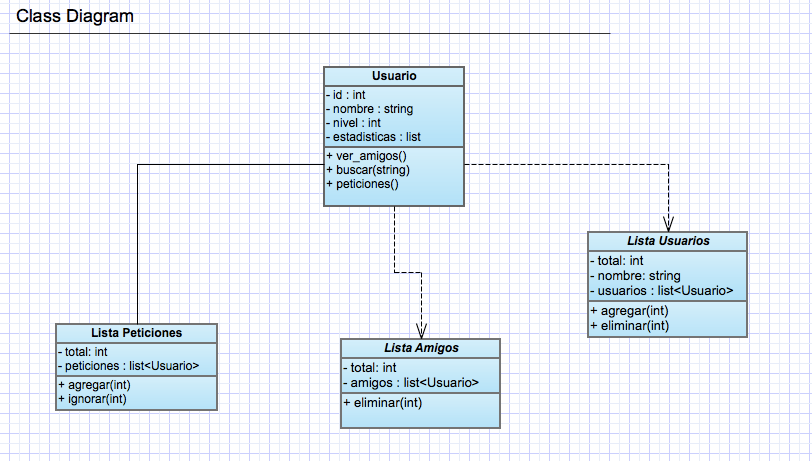 Class Diagram
Usuario
- id : int
- nombre : string
- nivel : int
- estadisticas : list
+ ver_amigos()
+ buscar(string)
+ peticiones()
Lista Usuarios
- total: int
- nombre: string
- usuarios : list<Usuario>
+ agregar(int)
+ eliminar(int)
Lista Peticiones
- total: int
- peticiones : list<Usuario>
+ agregar(int)
+ ignorar(int)
Lista Amigos
- total: int
- amigos : list<Usuario>
+ eliminar(int)